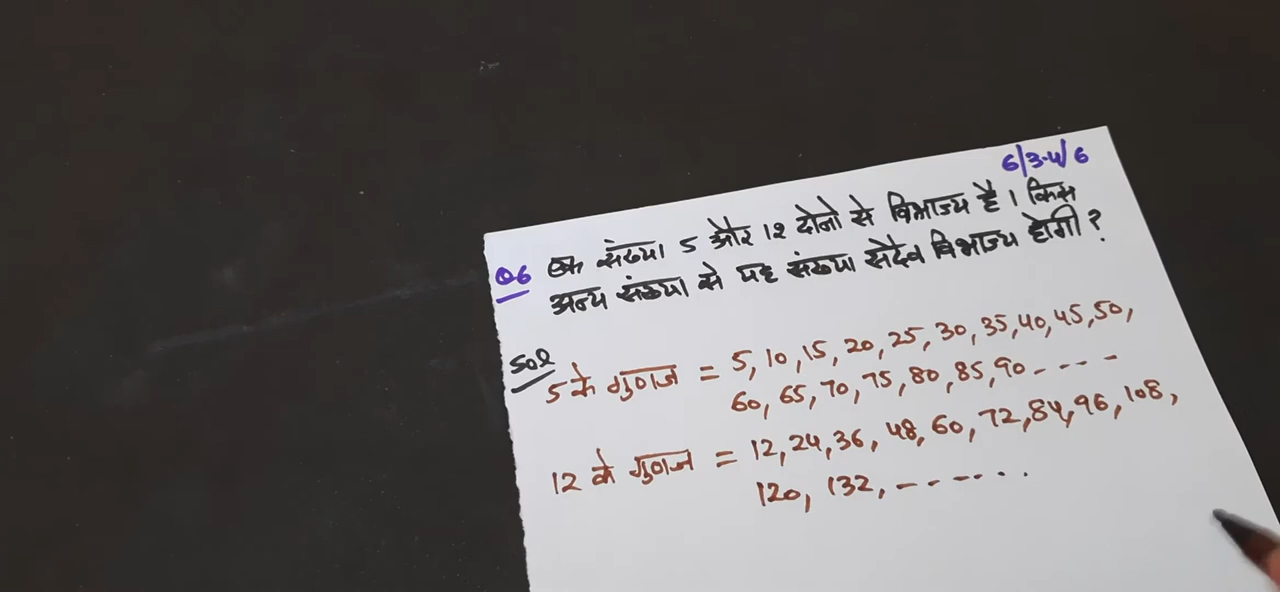 6/3.4/6
Q6 एक संख्या 5 और 12 दोनो से विभाज्य है । किस
अन्य संख्या से यह संख्या सदैव विभाज्य होगी ?
Sol
5 के गुणज = 5, 10, 15, 20, 25, 30, 35, 40, 45, 50,
60, 65, 70, 75, 80, 85, 90 - - - -
12 के गुणज = 12, 24, 36, 48, 60, 72, 84, 96, 108,
120, 132, - - - - - -